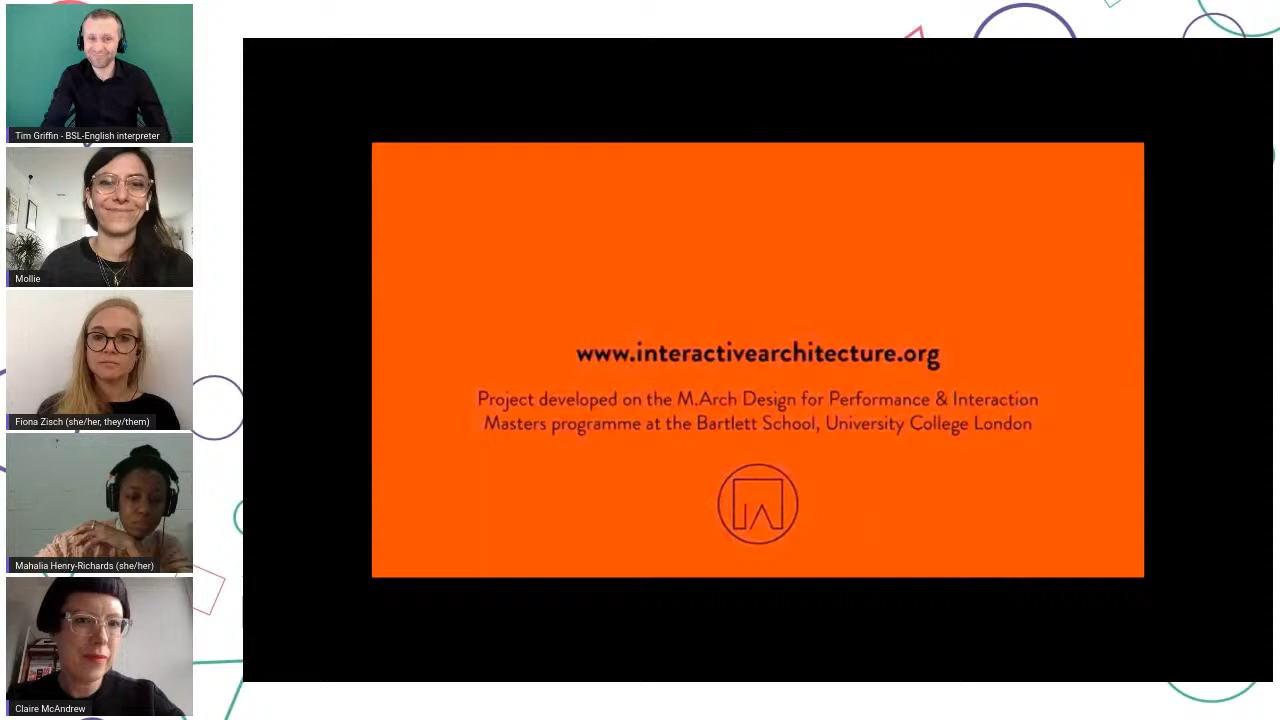 Tim Griffin - BSL-English interpreter
Mollie
Fiona Zisch (she/her, they/them)
Mahalia Henry-Richards (she/her)
Claire McAndrew
www.interactivearchitecture.org
Project developed on the M.Arch Design for Performance & Interaction
Masters programme at the Bartlett School, University College London